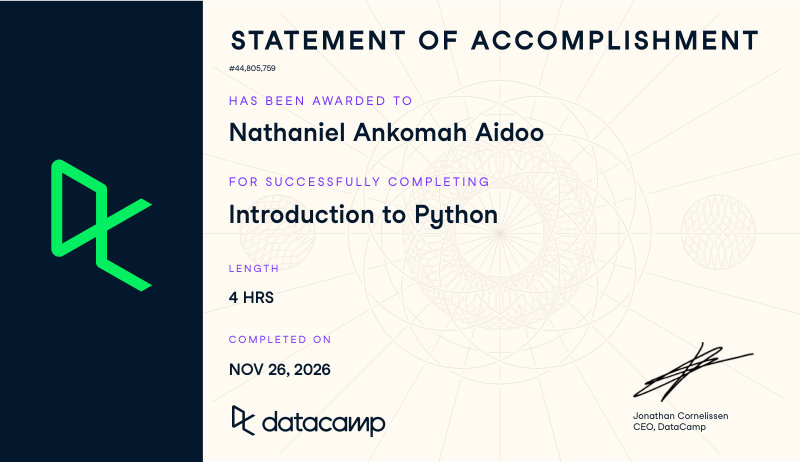 STATEMENT OF ACCOMPLISHMENT
#44,805,759
HAS BEEN AWARDED TO
Nathaniel Ankomah Aidoo
FOR SUCCESSFULLY COMPLETING
Introduction to Python
LENGTH
4 HRS
COMPLETED ON
NOV 26, 2026
datacamp
Jonathan Cornelissen
CEO, DataCamp